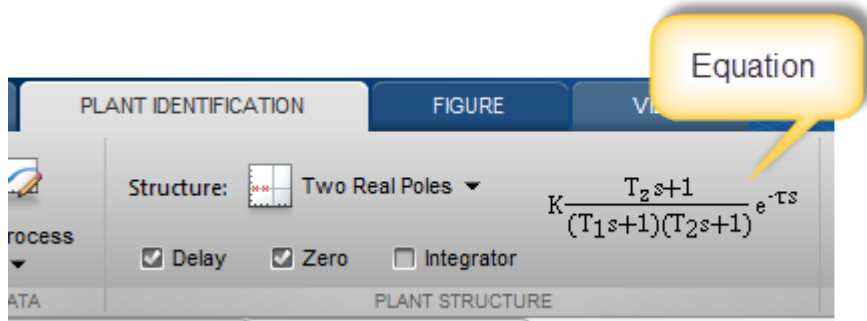 Equation
PLANT IDENTIFICATION FIGURE
Structure: Two Real Poles K (T_z s+1)/((T_1 s+1)(T_2 s+1)) e^{-τs}
rocess
Delay Zero Integrator
ATA PLANT STRUCTURE